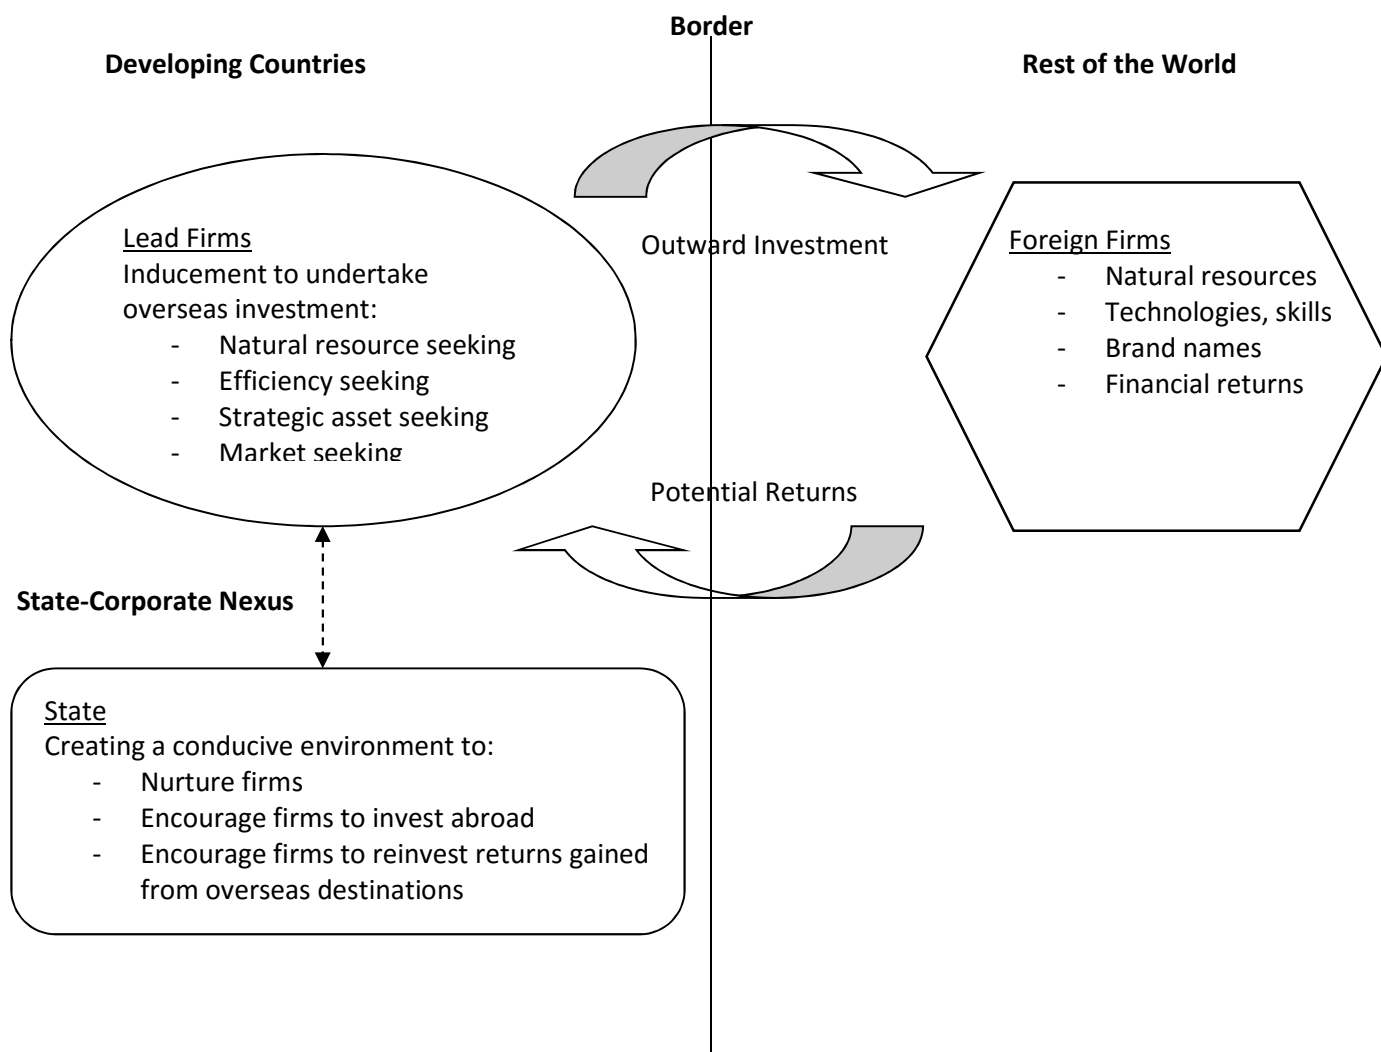 Border
Developing Countries
Rest of the World
Lead Firms
Inducement to undertake
overseas investment:
- Natural resource seeking
- Efficiency seeking
- Strategic asset seeking
- Market seeking
Outward Investment
Foreign Firms
- Natural resources
- Technologies, skills
- Brand names
- Financial returns
Potential Returns
State-Corporate Nexus
State
Creating a conducive environment to:
- Nurture firms
- Encourage firms to invest abroad
- Encourage firms to reinvest returns gained
from overseas destinations